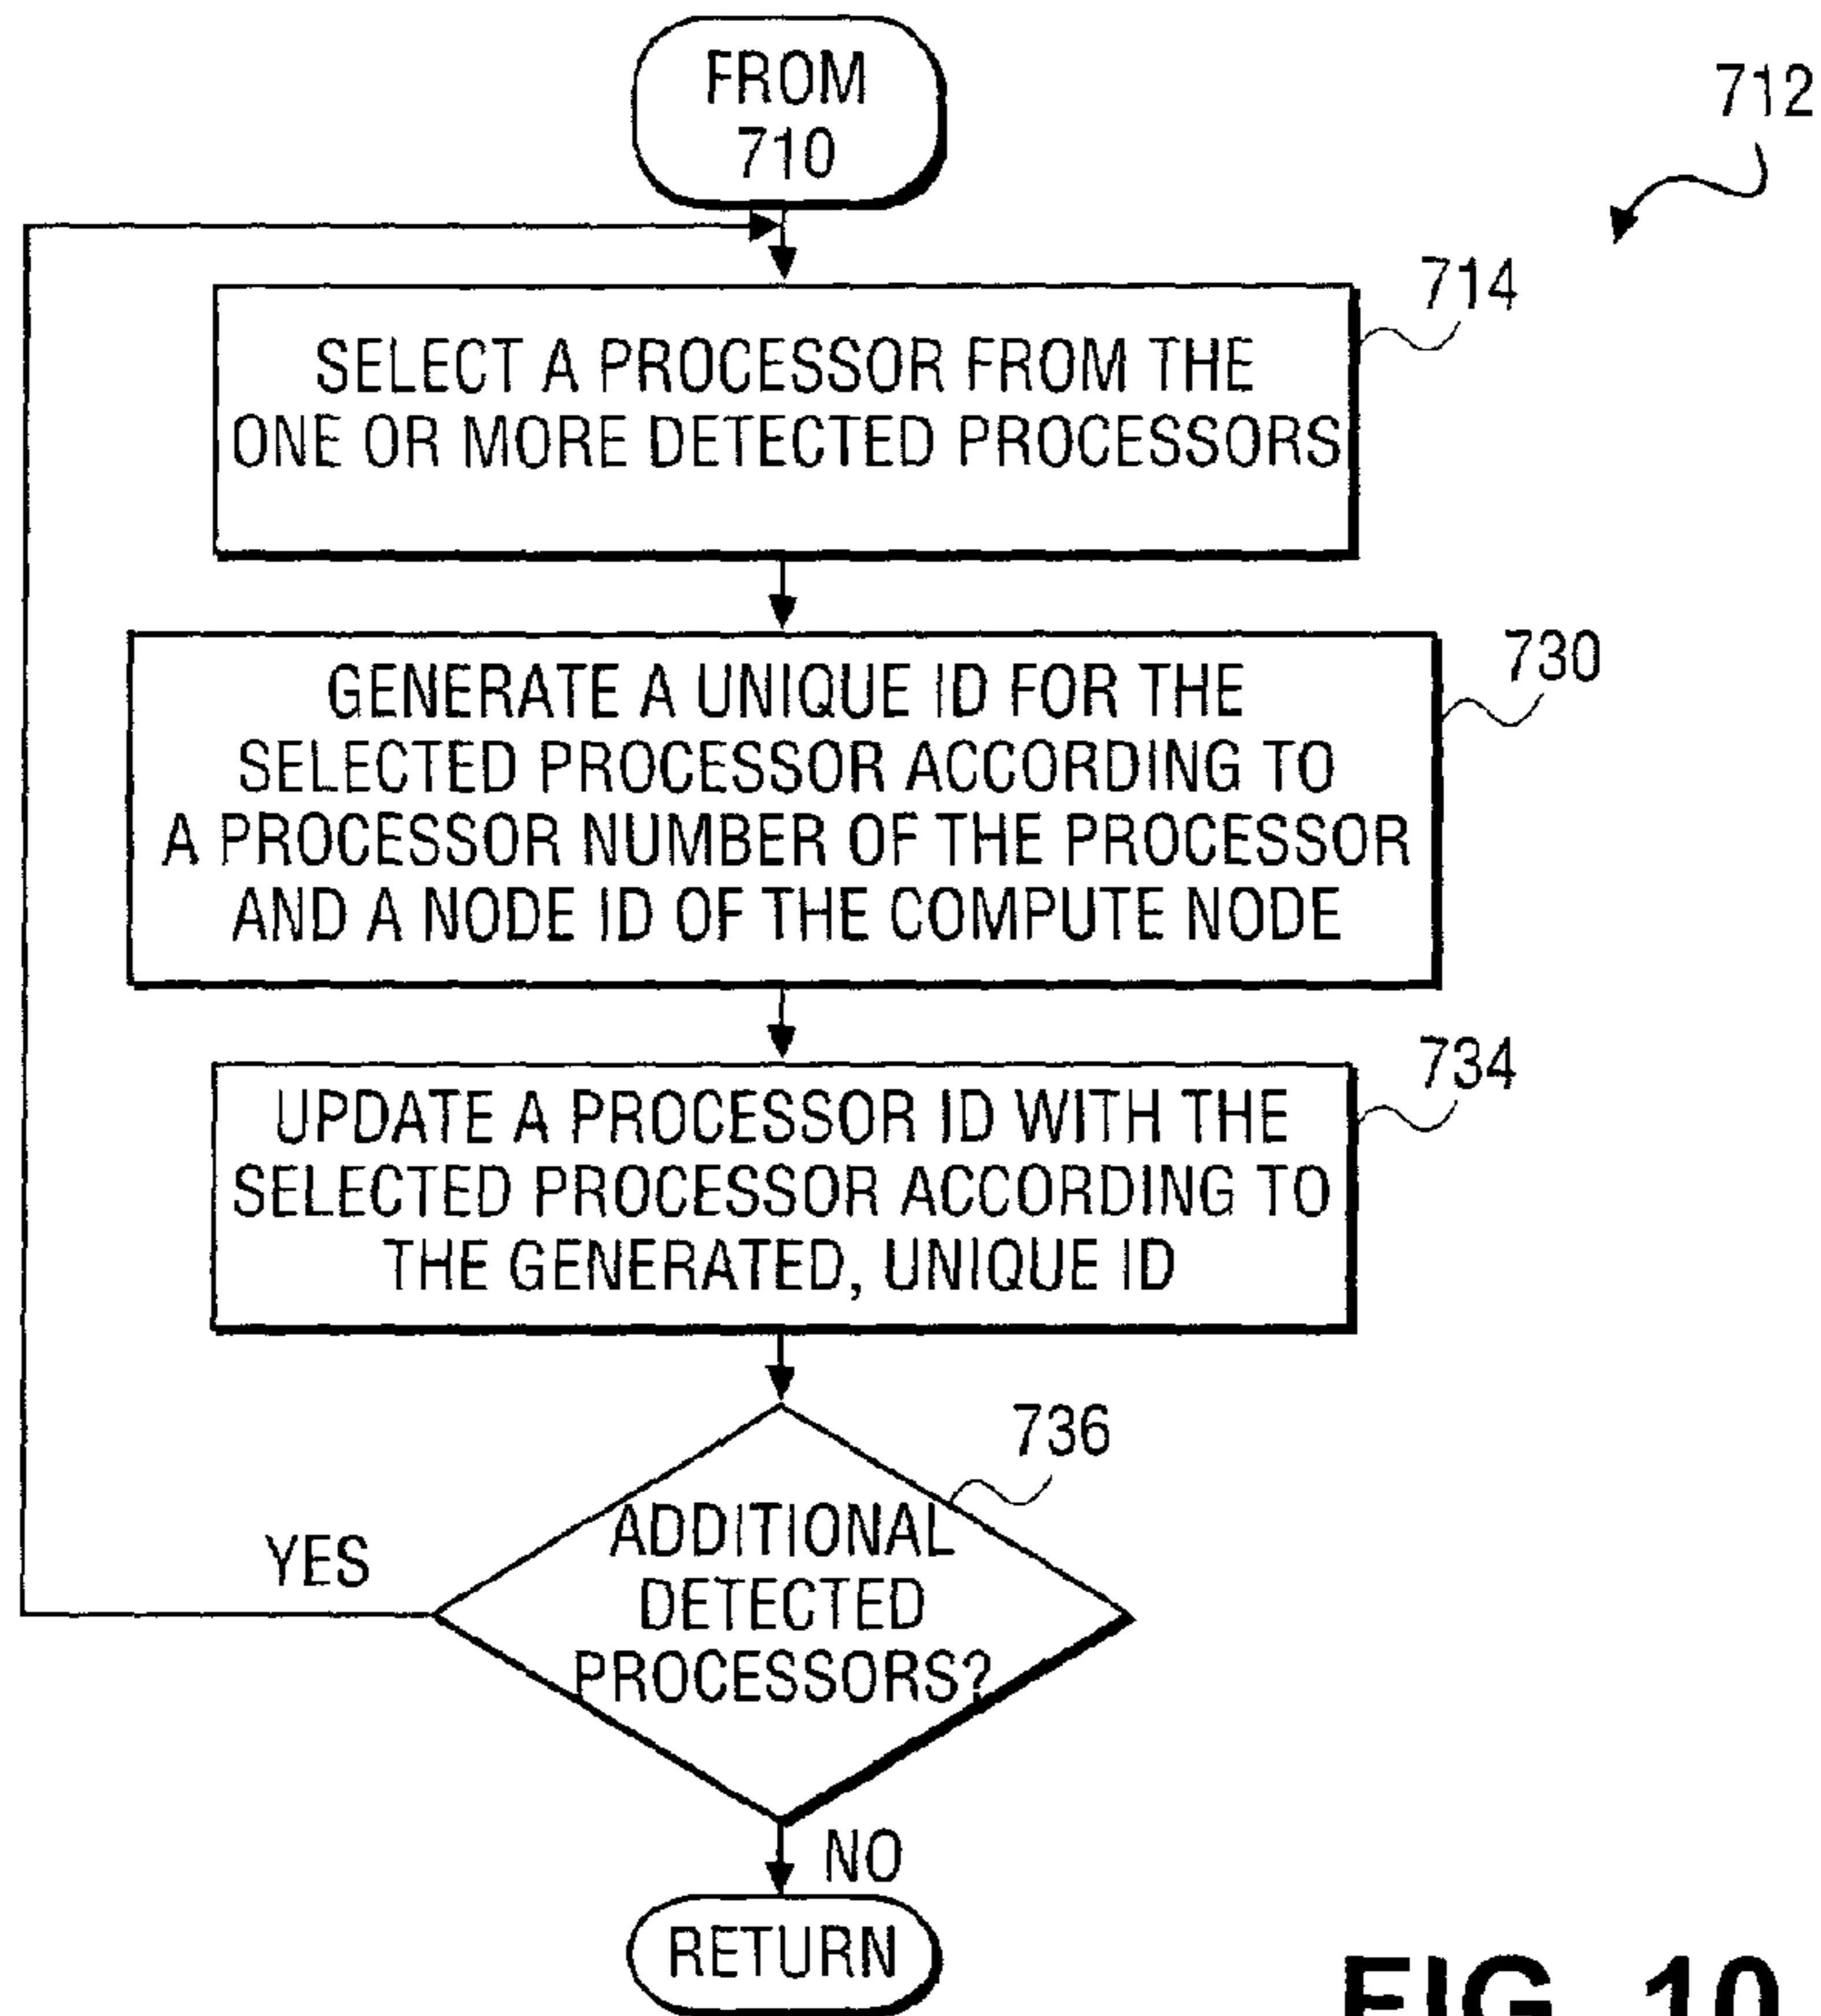 FROM
710
712
714
SELECT A PROCESSOR FROM THE
ONE OR MORE DETECTED PROCESSORS
730
GENERATE A UNIQUE ID FOR THE
SELECTED PROCESSOR ACCORDING TO
A PROCESSOR NUMBER OF THE PROCESSOR
AND A NODE ID OF THE COMPUTE NODE
734
UPDATE A PROCESSOR ID WITH THE
SELECTED PROCESSOR ACCORDING TO
THE GENERATED, UNIQUE ID
736
ADDITIONAL
DETECTED
PROCESSORS?
YES
NO
RETURN
FIG. 10